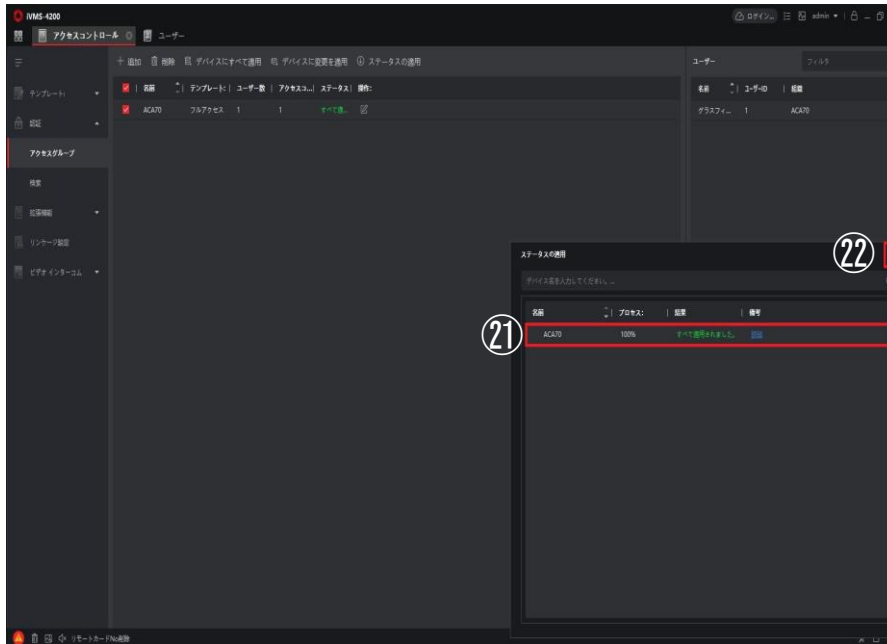 iVMS-4200
ログイン...
admin
アクセスコントロール
ユーザー
追加 削除 デバイスにすべて適用 デバイスに変更を適用 ステータスの適用
ユーザー
フィルタ
テンプレート:
認証
アクセスグループ
検索
拡張機能
リンケージ設定
ビデオ インターコム
名前 テンプレート: ユーザー数 アクセスコ... ステータス 操作:
ACA70 フルアクセス 1 1 すべて適...
名前 ユーザーID 組織
グラスフィ... 1 ACA70
ステータスの適用
㉒
デバイス名を入力してください。...
名前 プロセス: 結果 備考
㉑
ACA70 100% すべて適用されました。
リモートカードNo削除